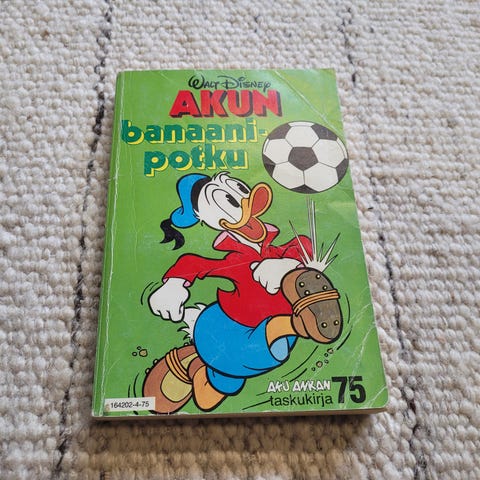 WALT DISNEY
AKUN
banaani-
potku
AKU ANKAN
taskukirja 75
164202-4-75